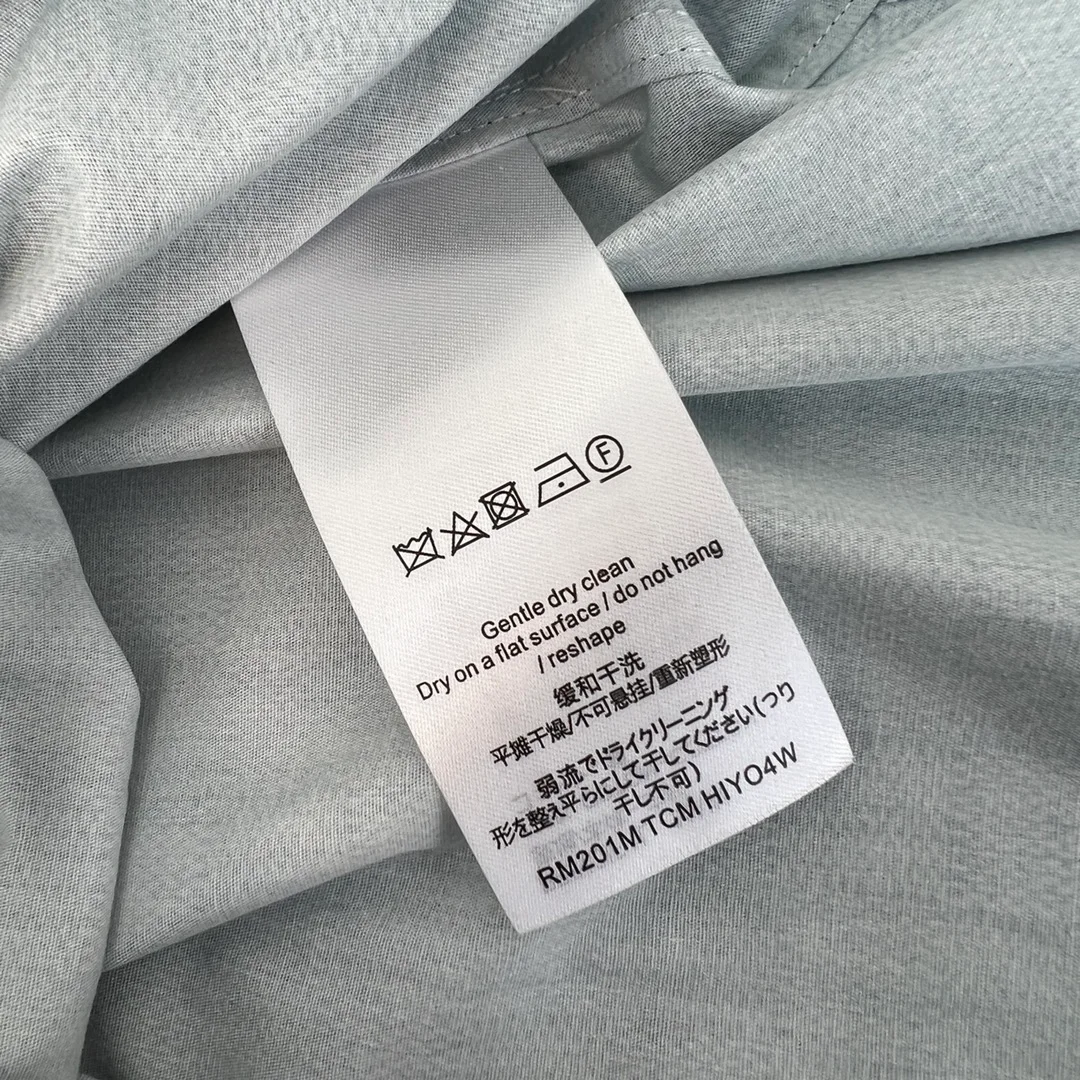 F
Gentle dry clean
Dry on a flat surface / do not hang
/ reshape
缓和干洗
平摊干燥/不可悬挂/重新塑形
弱流でドライクリーニング
形を整え平らにして干してください(つり
干し不可)
RM201M TCM HIYO4W